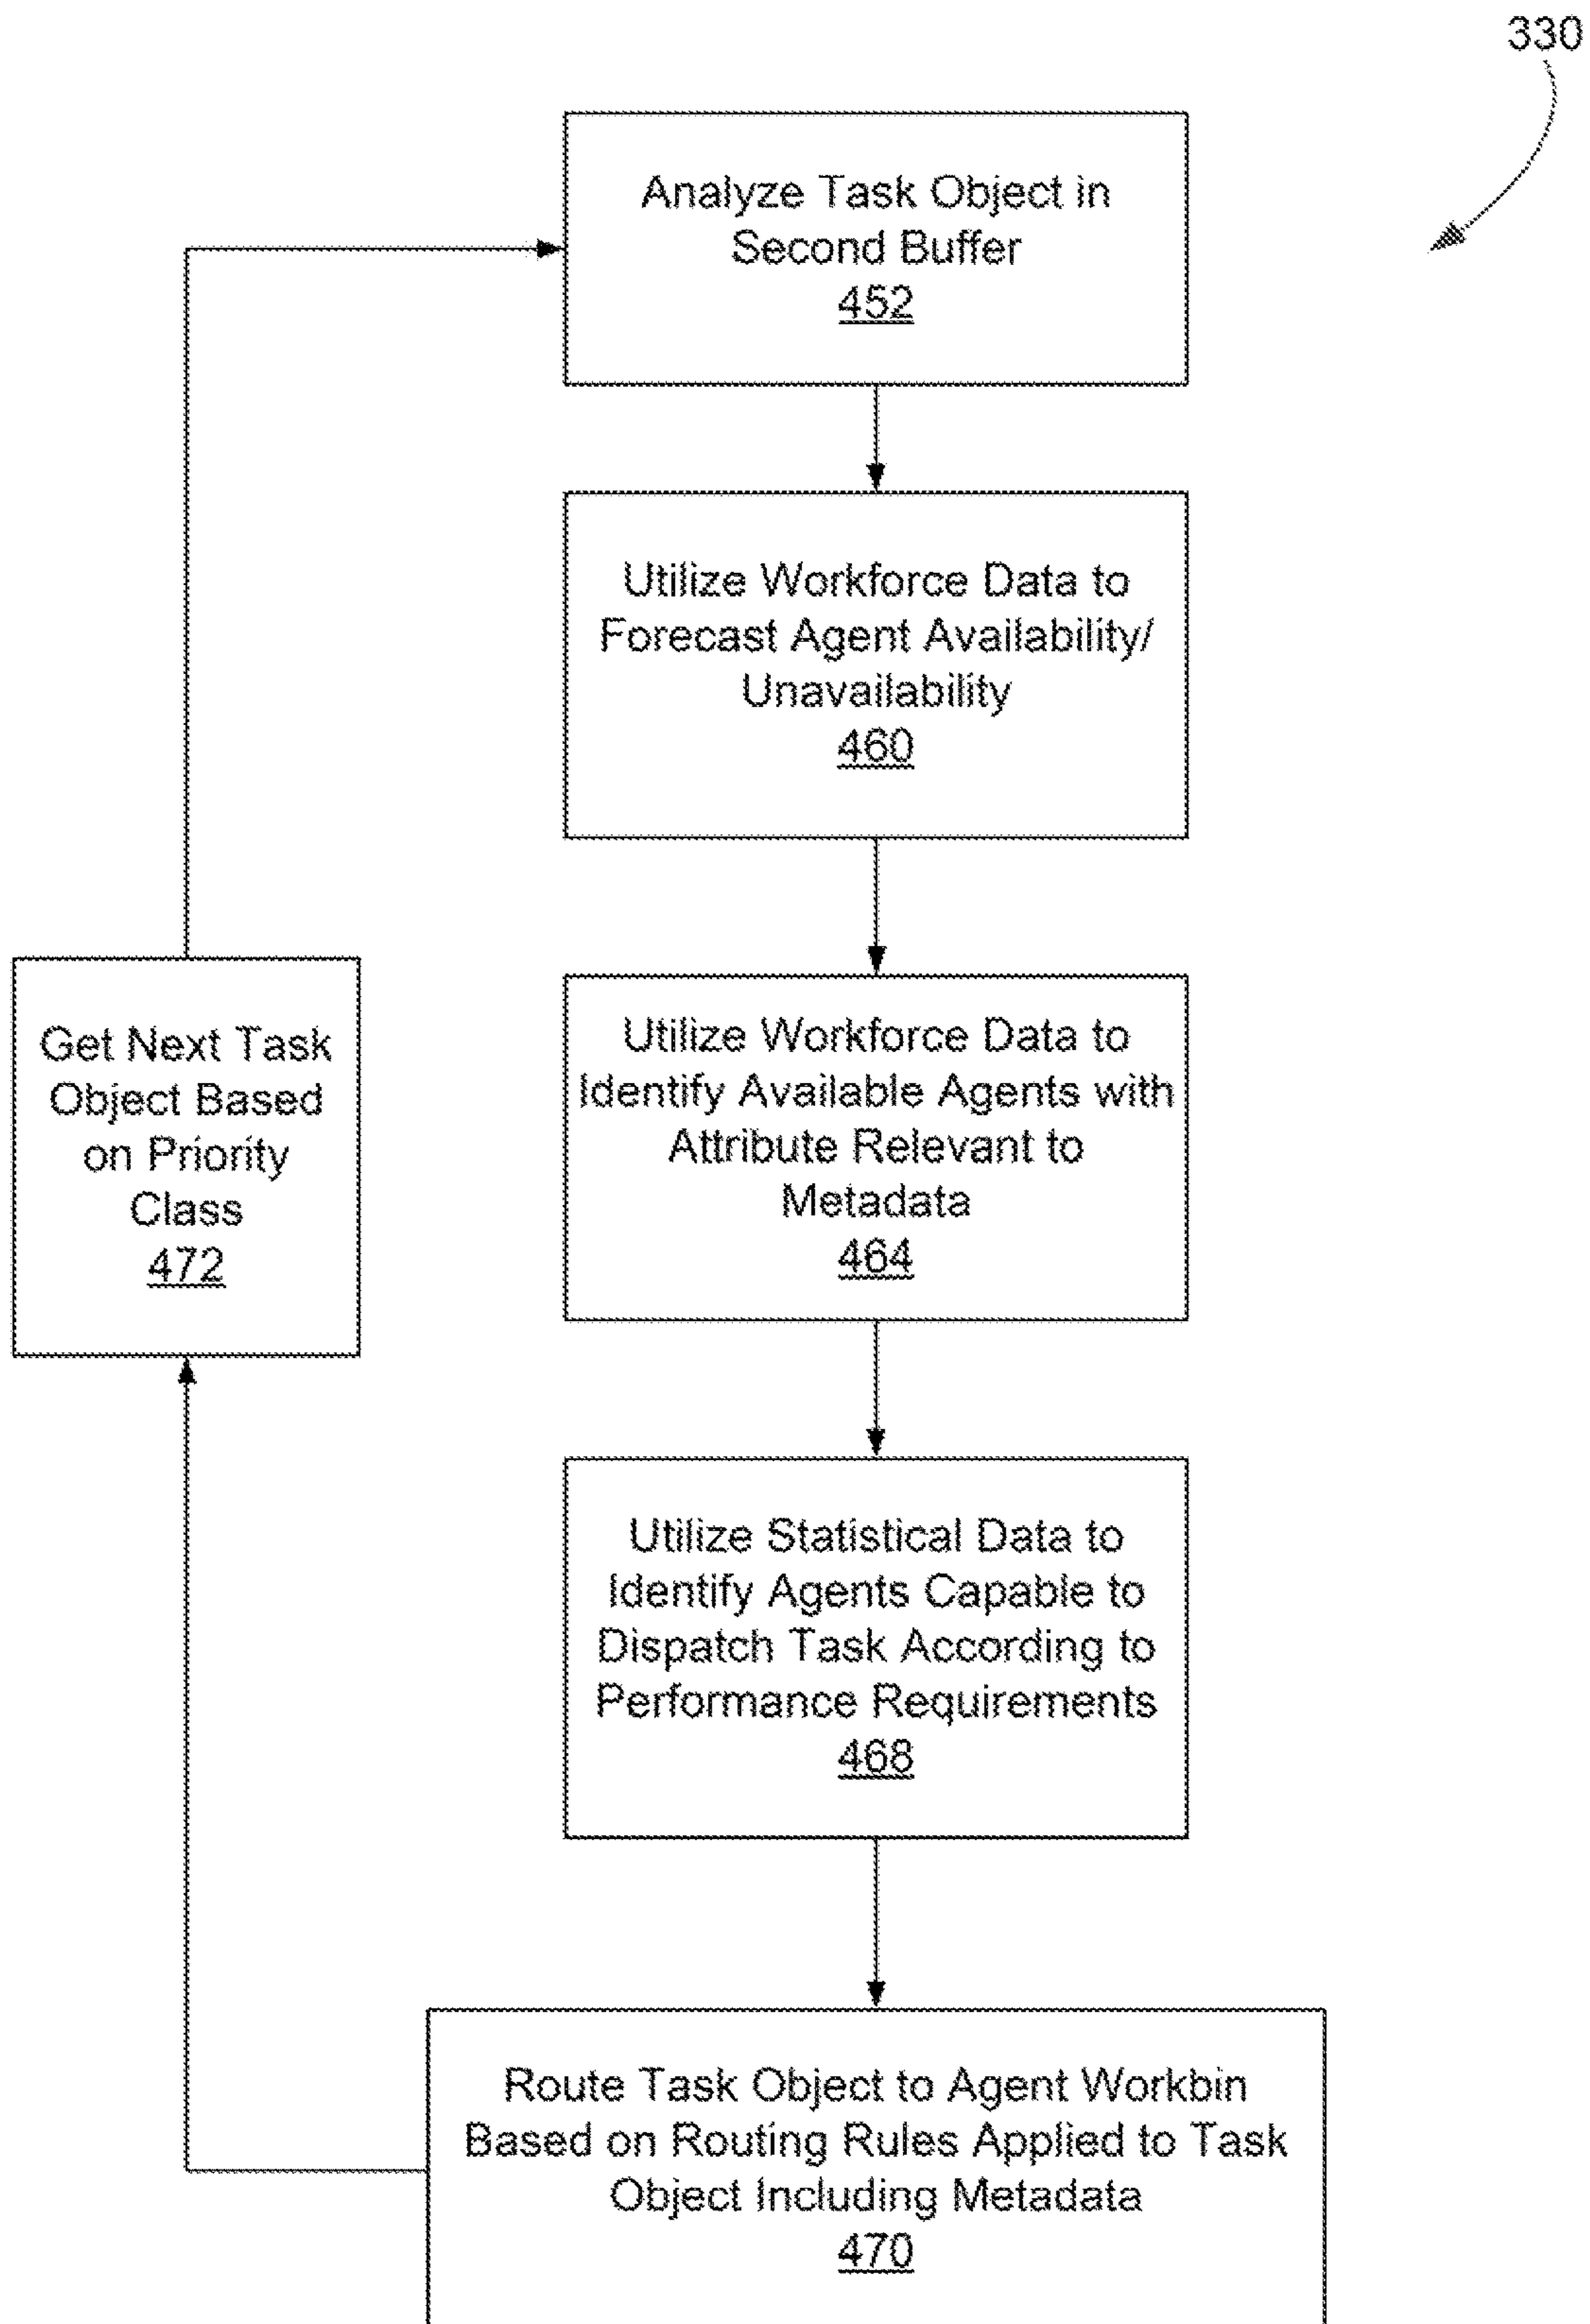 330
Analyze Task Object in
Second Buffer
452
Utilize Workforce Data to
Forecast Agent Availability/
Unavailability
460
Utilize Workforce Data to
Identify Available Agents with
Attribute Relevant to
Metadata
464
Get Next Task
Object Based
on Priority
Class
472
Utilize Statistical Data to
Identify Agents Capable to
Dispatch Task According to
Performance Requirements
468
Route Task Object to Agent Workbin
Based on Routing Rules Applied to Task
Object Including Metadata
470